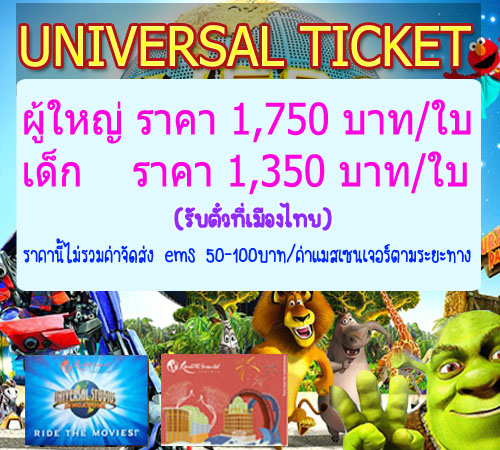 UNIVERSAL TICKET
ผู้ใหญ่ ราคา 1,750 บาท/ใบ
เด็ก ราคา 1,350 บาท/ใบ
(รับตั๋วที่เมืองไทย)
ราคานี้ไม่รวมค่าจัดส่ง ems 50-100บาท/ค่าแมสเซนเจอร์ตามระยะทาง
UNIVERSAL STUDIOS
RIDE THE MOVIES!